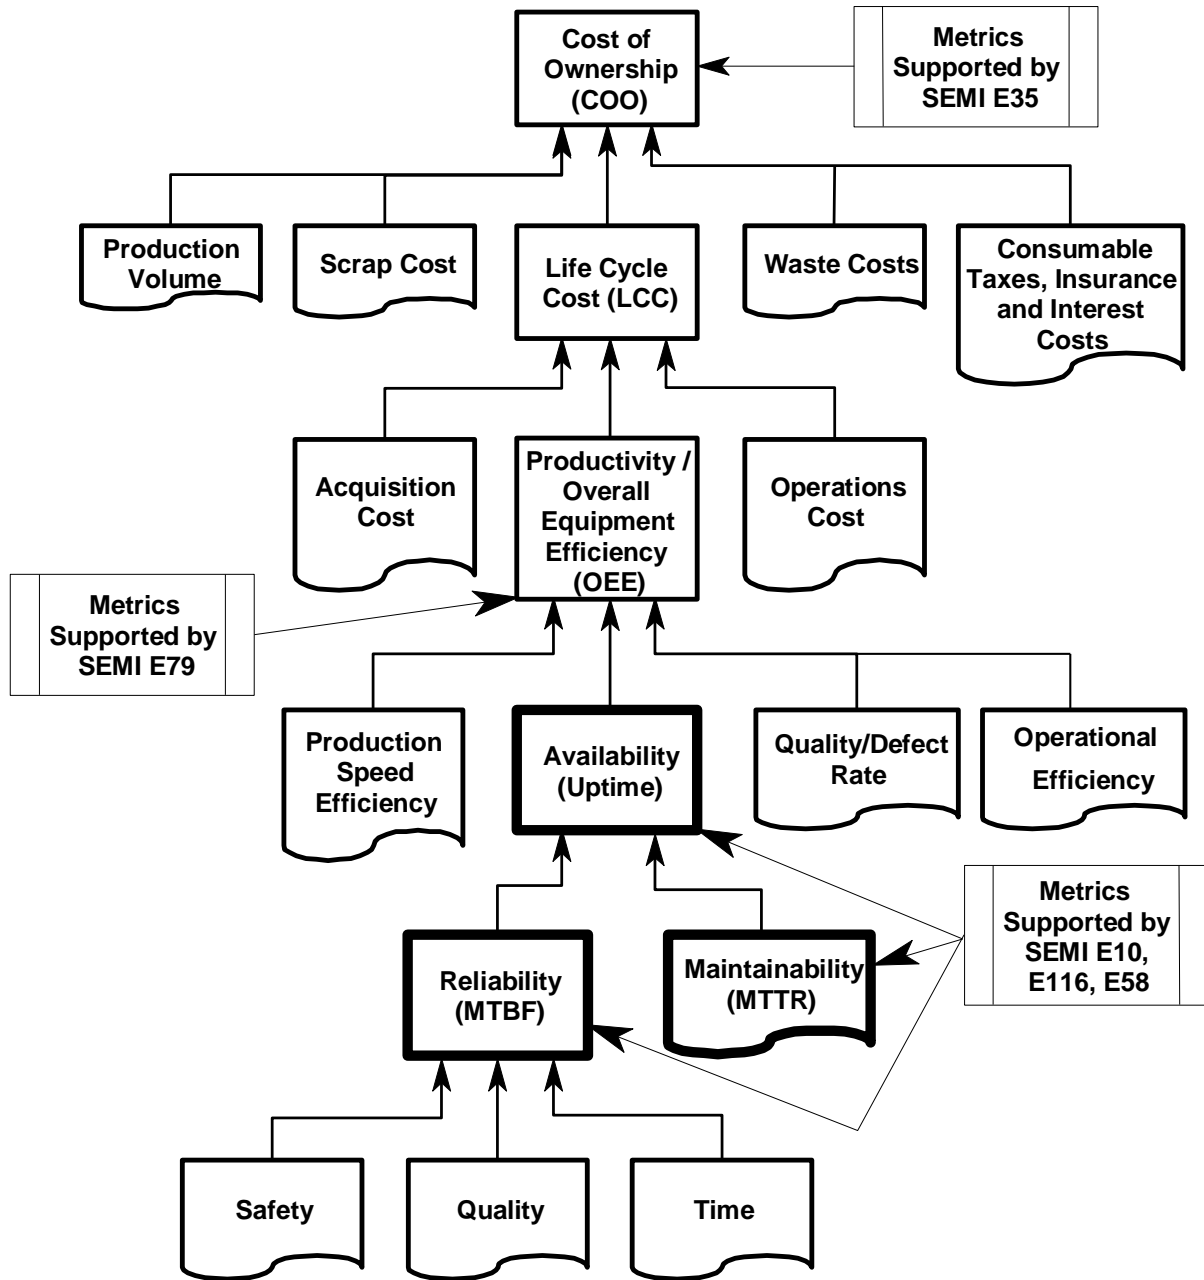 Cost of
Ownership
(COO)
Metrics
Supported by
SEMI E35
Production
Volume
Scrap Cost
Life Cycle
Cost (LCC)
Waste Costs
Consumable
Taxes, Insurance
and Interest
Costs
Acquisition
Cost
Productivity /
Overall
Equipment
Efficiency
(OEE)
Operations
Cost
Metrics
Supported by
SEMI E79
Production
Speed
Efficiency
Availability
(Uptime)
Quality/Defect
Rate
Operational
Efficiency
Metrics
Supported by
SEMI E10,
E116, E58
Reliability
(MTBF)
Maintainability
(MTTR)
Safety
Quality
Time